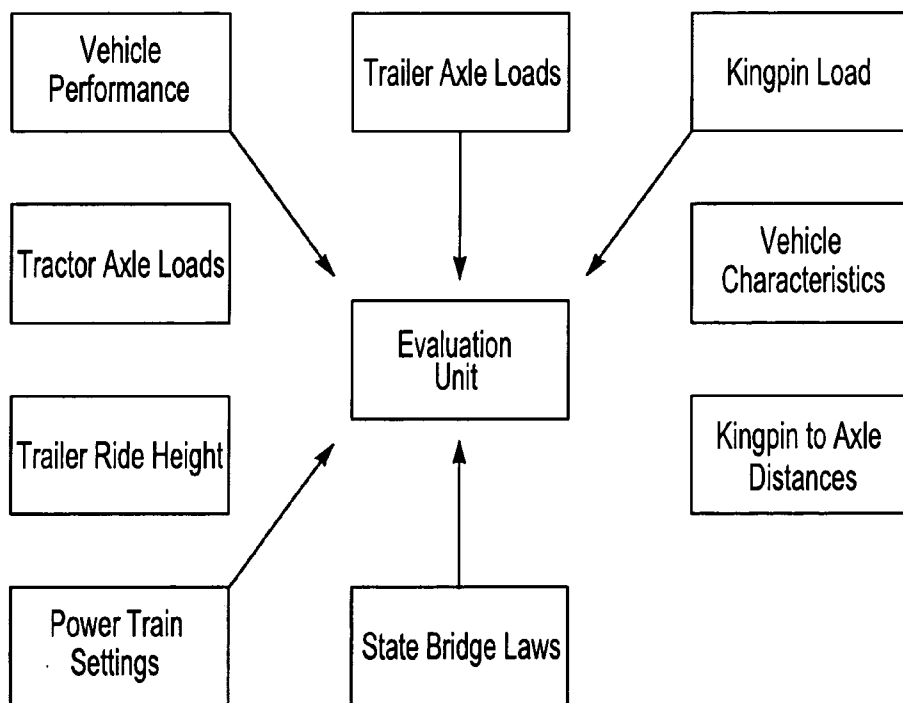 Vehicle
Performance
Trailer Axle Loads
Kingpin Load
Tractor Axle Loads
Vehicle
Characteristics
Evaluation
Unit
Trailer Ride Height
Kingpin to Axle
Distances
Power Train
Settings
State Bridge Laws